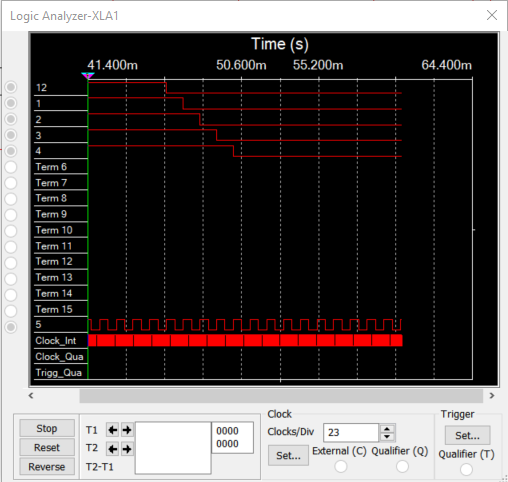 Logic Analyzer-XLA1
Time (s)
41.400m 50.600m 55.200m 64.400m
12
1
2
3
4
Term 6
Term 7
Term 8
Term 9
Term 10
Term 11
Term 12
Term 13
Term 14
Term 15
5
Clock_Int
Clock_Qua
Trigg_Qua
Stop
Reset
Reverse
T1
T2
T2-T1
0000
0000
Clock
Clocks/Div 23
Set... External (C) Qualifier (Q)
Trigger
Set...
Qualifier (T)